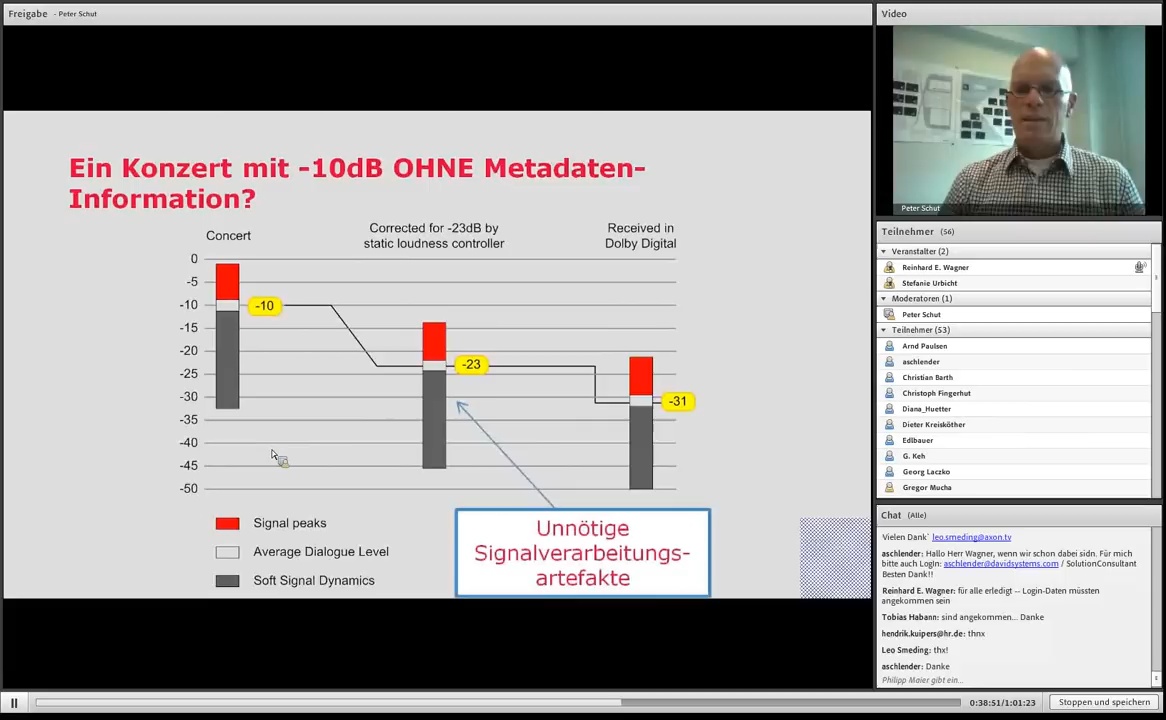 Freigabe - Peter Schut
Ein Konzert mit -10dB OHNE Metadaten-
Information?
Concert
Corrected for -23dB by
static loudness controller
Received in
Dolby Digital
0
-5
-10
-15
-20
-25
-30
-35
-40
-45
-50
-10
-23
-31
Signal peaks
Average Dialogue Level
Soft Signal Dynamics
Unnötige
Signalverarbeitungs-
artefakte
Video
Peter Schut
Teilnehmer (56)
Veranstalter (2)
Reinhard E. Wagner
Stefanie Urbicht
Moderatoren (1)
Peter Schut
Teilnehmer (53)
Arnd Paulsen
aschlender
Christian Barth
Christoph Fingerhut
Diana_Huetter
Dieter Kreisköther
Edlbauer
G. Keh
Georg Laczko
Gregor Mucha
Chat (Alle)
Vielen Dank` leo.smeding@axon.tv
aschlender: Hallo Herr Wagner, wenn wir schon dabei sidn. Für mich
bitte auch Login: aschlender@davidsystems.com / SolutionConsultant
Besten Dank!!
Reinhard E. Wagner: für alle erledigt -- Login-Daten müssten
angekommen sein
Tobias Habann: sind angekommen... Danke
hendrik.kuipers@hr.de: thnx
Leo Smeding: thx!
aschlender: Danke
Philipp Maier gibt ein...
0:38:51/1:01:23
Stoppen und speichern